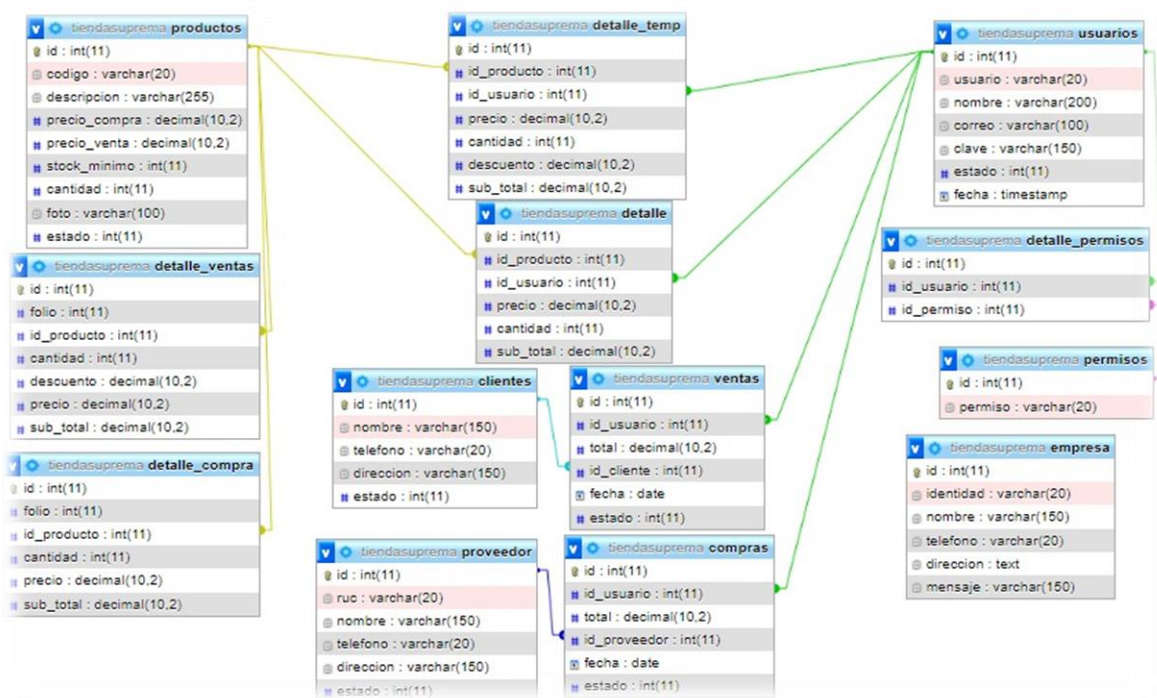 tiendasuprema productos
id : int(11)
codigo : varchar(20)
descripcion : varchar(255)
precio_compra : decimal(10,2)
precio_venta : decimal(10,2)
stock_minimo : int(11)
cantidad : int(11)
foto : varchar(100)
estado : int(11)
tiendasuprema detalle_ventas
id : int(11)
folio : int(11)
id_producto : int(11)
cantidad : int(11)
descuento : decimal(10,2)
precio : decimal(10,2)
sub_total : decimal(10,2)
tiendasuprema detalle_compra
id : int(11)
folio : int(11)
id_producto : int(11)
cantidad : int(11)
precio : decimal(10,2)
sub_total : decimal(10,2)
tiendasuprema detalle_temp
id : int(11)
id_producto : int(11)
id_usuario : int(11)
precio : decimal(10,2)
cantidad : int(11)
descuento : decimal(10,2)
sub_total : decimal(10,2)
tiendasuprema detalle
id : int(11)
id_producto : int(11)
id_usuario : int(11)
precio : decimal(10,2)
cantidad : int(11)
sub_total : decimal(10,2)
tiendasuprema clientes
id : int(11)
nombre : varchar(150)
telefono : varchar(20)
direccion : varchar(150)
estado : int(11)
tiendasuprema ventas
id : int(11)
id_usuario : int(11)
total : decimal(10,2)
id_cliente : int(11)
fecha : date
estado : int(11)
tiendasuprema proveedor
id : int(11)
ruc : varchar(20)
nombre : varchar(150)
telefono : varchar(20)
direccion : varchar(150)
estado : int(11)
tiendasuprema compras
id : int(11)
id_usuario : int(11)
total : decimal(10,2)
id_proveedor : int(11)
fecha : date
estado : int(11)
tiendasuprema usuarios
id : int(11)
usuario : varchar(20)
nombre : varchar(200)
correo : varchar(100)
clave : varchar(150)
estado : int(11)
fecha : timestamp
tiendasuprema detalle_permisos
id : int(11)
id_usuario : int(11)
id_permiso : int(11)
tiendasuprema permisos
id : int(11)
permiso : varchar(20)
tiendasuprema empresa
id : int(11)
identidad : varchar(20)
nombre : varchar(150)
telefono : varchar(20)
direccion : text
mensaje : varchar(150)